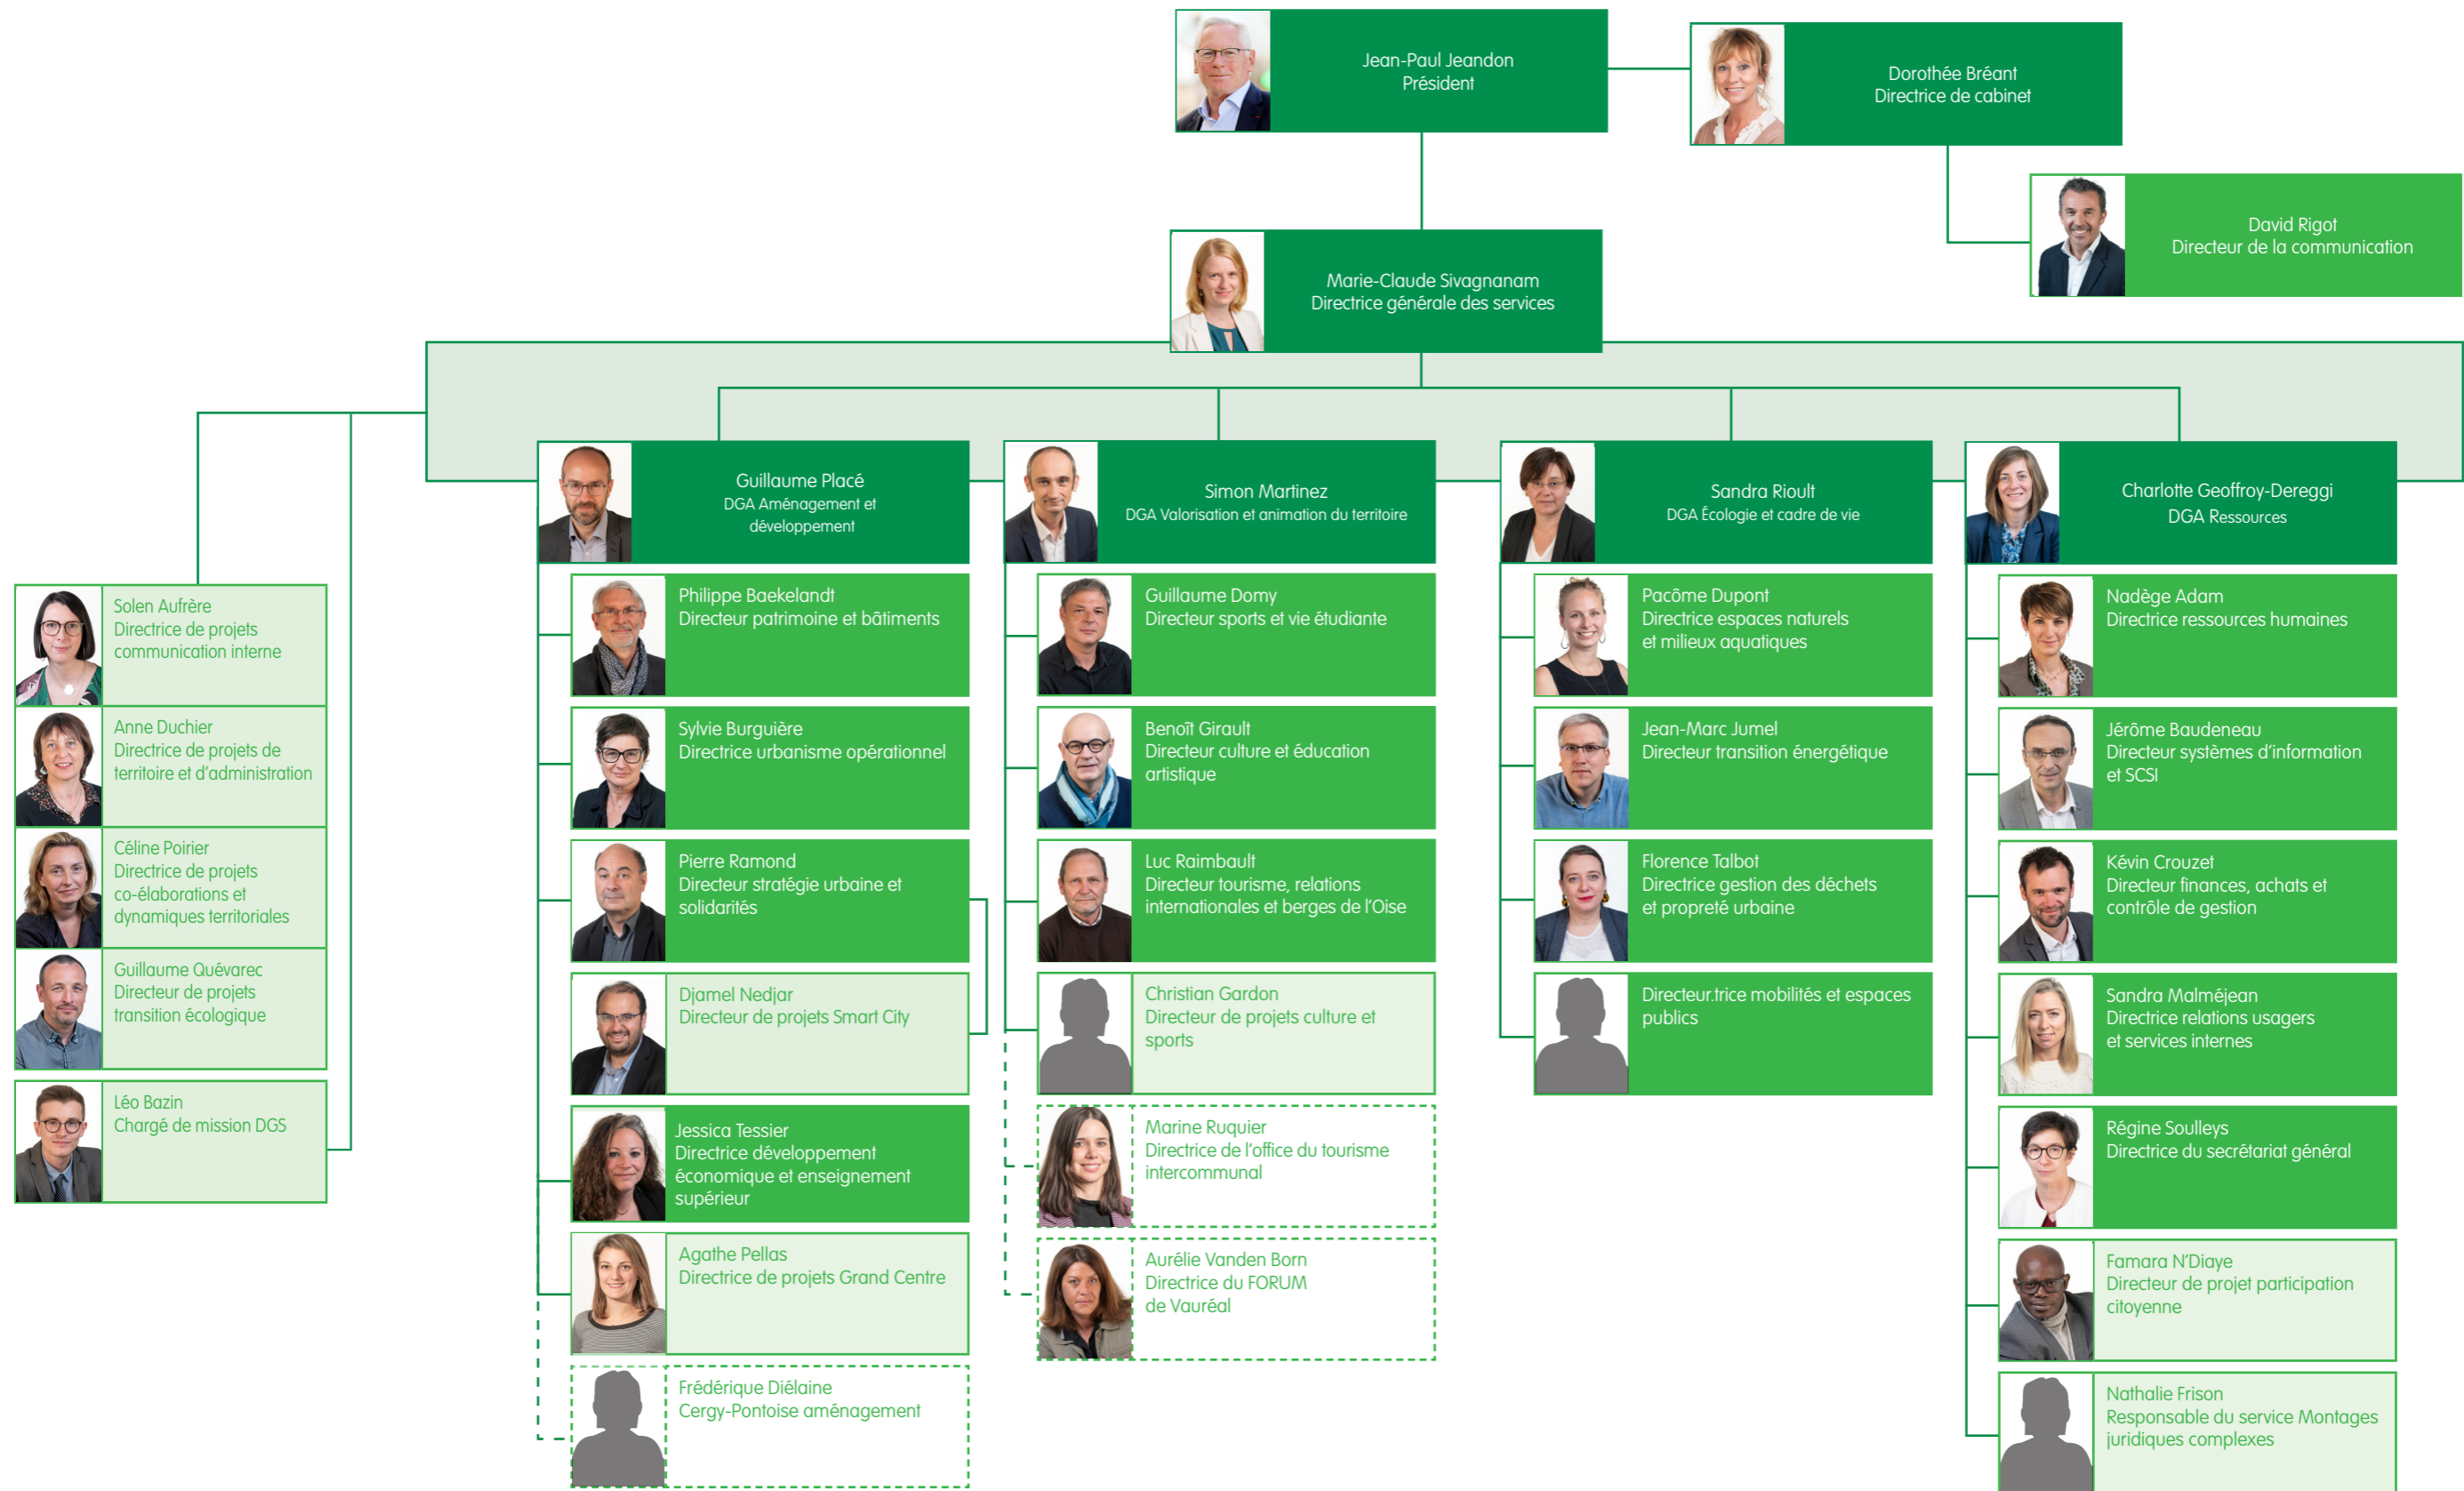 Jean-Paul Jeandon
Président
Dorothée Bréant
Directrice de cabinet
David Rigot
Directeur de la communication
Marie-Claude Sivagnanam
Directrice générale des services
Guillaume Placé
DGA Aménagement et
développement
Simon Martinez
DGA Valorisation et animation du territoire
Sandra Rioult
DGA Écologie et cadre de vie
Charlotte Geoffroy-Dereggi
DGA Ressources
Solen Aufrère
Directrice de projets
communication interne
Anne Duchier
Directrice de projets de
territoire et d'administration
Céline Poirier
Directrice de projets
co-élaborations et
dynamiques territoriales
Guillaume Quévarec
Directeur de projets
transition écologique
Léo Bazin
Chargé de mission DGS
Philippe Baekelandt
Directeur patrimoine et bâtiments
Sylvie Burguière
Directrice urbanisme opérationnel
Pierre Ramond
Directeur stratégie urbaine et
solidarités
Djamel Nedjar
Directeur de projets Smart City
Jessica Tessier
Directrice développement
économique et enseignement
supérieur
Agathe Pellas
Directrice de projets Grand Centre
Frédérique Diélaine
Cergy-Pontoise aménagement
Guillaume Domy
Directeur sports et vie étudiante
Benoît Girault
Directeur culture et éducation
artistique
Luc Raimbault
Directeur tourisme, relations
internationales et berges de l'Oise
Christian Gardon
Directeur de projets culture et
sports
Marine Ruquier
Directrice de l'office du tourisme
intercommunal
Aurélie Vanden Born
Directrice du FORUM
de Vauréal
Pacôme Dupont
Directrice espaces naturels
et milieux aquatiques
Jean-Marc Jumel
Directeur transition énergétique
Florence Talbot
Directrice gestion des déchets
et propreté urbaine
Directeur.trice mobilités et espaces
publics
Nadège Adam
Directrice ressources humaines
Jérôme Baudeneau
Directeur systèmes d'information
et SCSI
Kévin Crouzet
Directeur finances, achats et
contrôle de gestion
Sandra Malméjean
Directrice relations usagers
et services internes
Régine Soulleys
Directrice du secrétariat général
Famara N'Diaye
Directeur de projet participation
citoyenne
Nathalie Frison
Responsable du service Montages
juridiques complexes